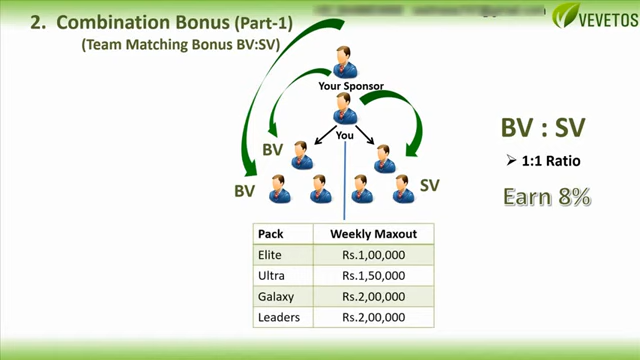 2. Combination Bonus (Part-1)
(Team Matching Bonus BV:SV)
VEVETOS
Your Sponsor
You
BV
BV
SV
BV : SV
➢ 1:1 Ratio
Earn 8%
Pack Weekly Maxout
Elite Rs.1,00,000
Ultra Rs.1,50,000
Galaxy Rs.2,00,000
Leaders Rs.2,00,000